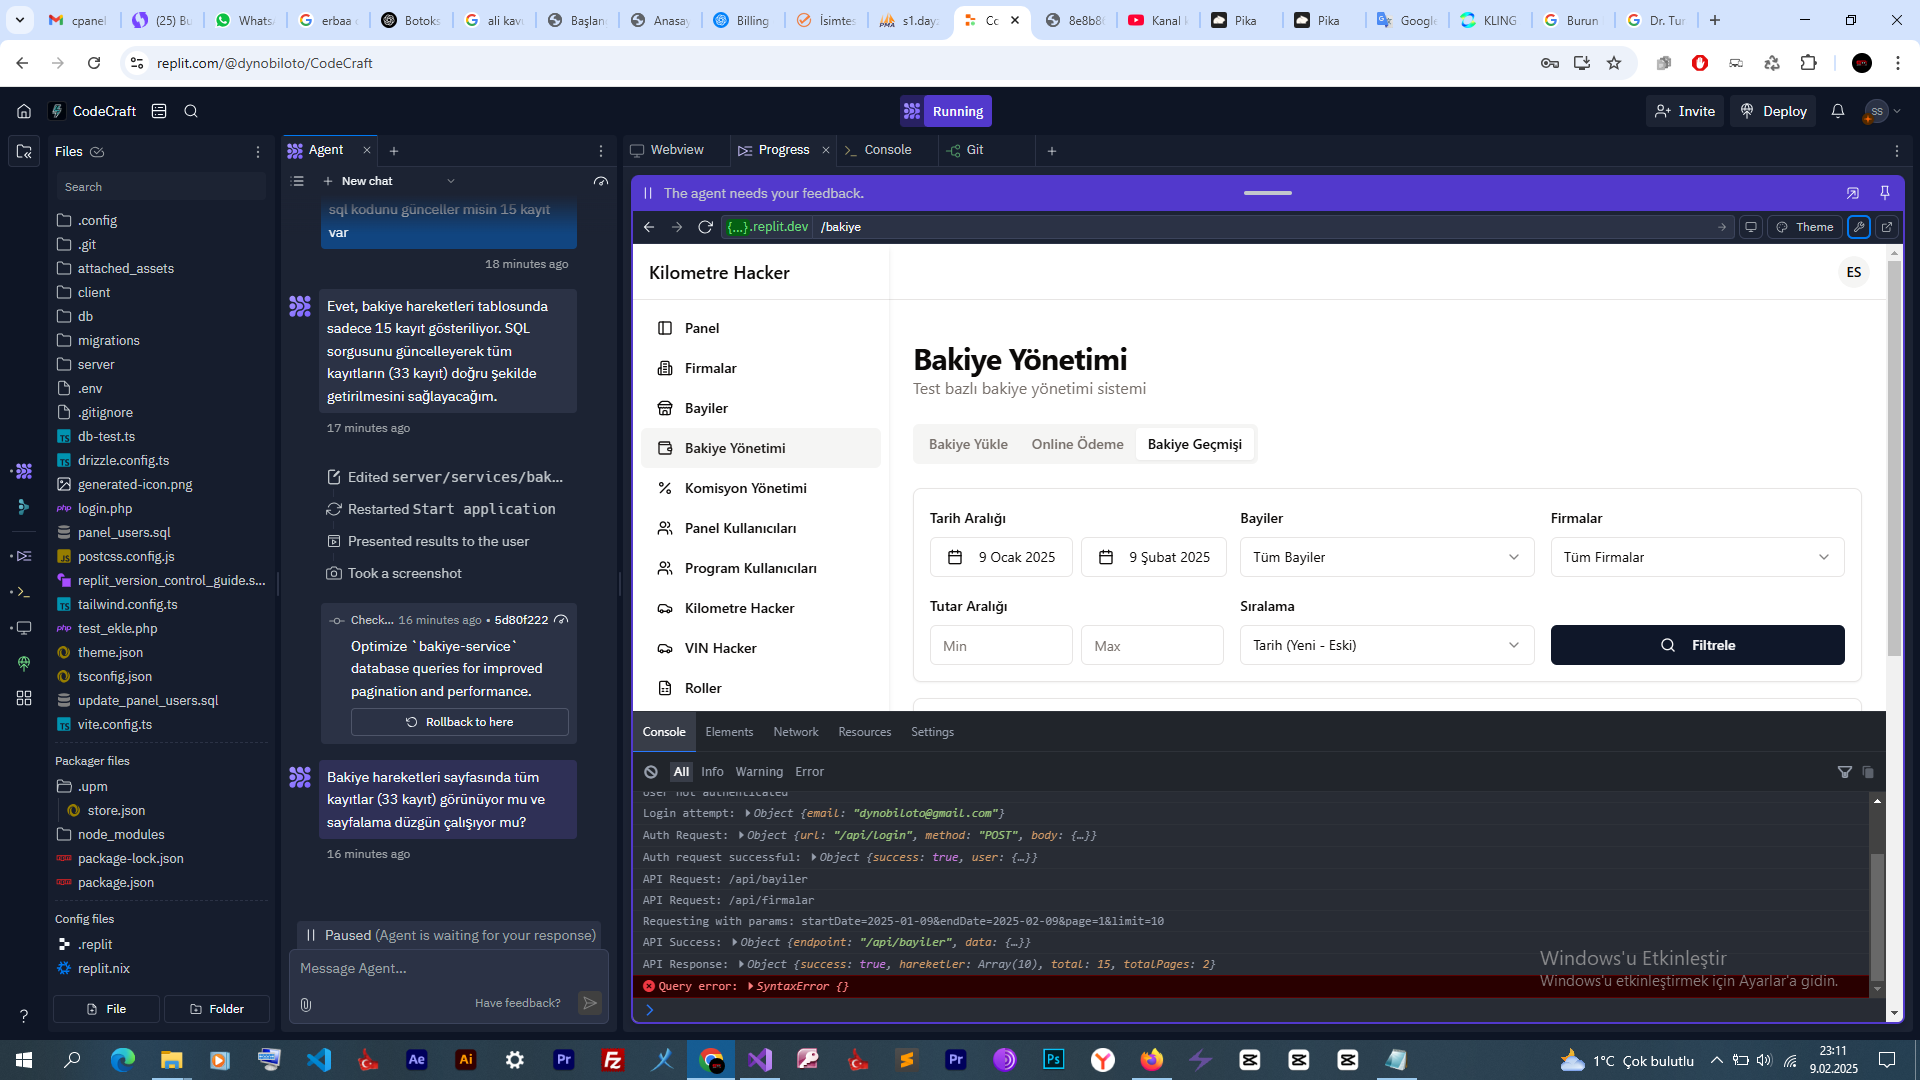 cpanel
(25) Bu
Whats
erbaa
Botoks
ali kavu
Başlan
Anasay
Billing
İsimtes
s1.day
Co
8e8b8
Kanal
Pika
Pika
Google
KLING
Burun
Dr. Tur
replit.com/@dynobiloto/CodeCraft
CodeCraft
Running
Invite
Deploy
SS
Files
Search
.config
.git
attached_assets
client
db
migrations
server
.env
.gitignore
db-test.ts
drizzle.config.ts
generated-icon.png
login.php
panel_users.sql
postcss.config.js
replit_version_control_guide.s...
tailwind.config.ts
test_ekle.php
theme.json
tsconfig.json
update_panel_users.sql
vite.config.ts
Packager files
.upm
store.json
node_modules
package-lock.json
package.json
Config files
.replit
replit.nix
File
Folder
Agent
New chat
sql kodunu günceller misin 15 kayıt
var
18 minutes ago
Evet, bakiye hareketleri tablosunda
sadece 15 kayıt gösteriliyor. SQL
sorgusunu güncelleyerek tüm
kayıtların (33 kayıt) doğru şekilde
getirilmesini sağlayacağım.
17 minutes ago
Edited server/services/bak...
Restarted Start application
Presented results to the user
Took a screenshot
Check... 16 minutes ago • 5d80f222
Optimize `bakiye-service`
database queries for improved
pagination and performance.
Rollback to here
Bakiye hareketleri sayfasında tüm
kayıtlar (33 kayıt) görünüyor mu ve
sayfalama düzgün çalışıyor mu?
16 minutes ago
Paused (Agent is waiting for your response)
Message Agent...
Have feedback?
Webview
Progress
Console
Git
The agent needs your feedback.
{...}.replit.dev
/bakiye
Theme
Kilometre Hacker
ES
Panel
Firmalar
Bayiler
Bakiye Yönetimi
Komisyon Yönetimi
Panel Kullanıcıları
Program Kullanıcıları
Kilometre Hacker
VIN Hacker
Roller
Bakiye Yönetimi
Test bazlı bakiye yönetimi sistemi
Bakiye Yükle
Online Ödeme
Bakiye Geçmişi
Tarih Aralığı
Bayiler
Firmalar
9 Ocak 2025
9 Şubat 2025
Tüm Bayiler
Tüm Firmalar
Tutar Aralığı
Sıralama
Min
Max
Tarih (Yeni - Eski)
Filtrele
Console
Elements
Network
Resources
Settings
All
Info
Warning
Error
User not authenticated
Login attempt: Object {email: "dynobiloto@gmail.com"}
Auth Request: Object {url: "/api/login", method: "POST", body: {…}}
Auth request successful: Object {success: true, user: {…}}
API Request: /api/bayiler
API Request: /api/firmalar
Requesting with params: startDate=2025-01-09&endDate=2025-02-09&page=1&limit=10
API Success: Object {endpoint: "/api/bayiler", data: {…}}
API Response: Object {success: true, hareketler: Array(10), total: 15, totalPages: 2}
Query error: SyntaxError {}
Windows'u Etkinleştir
Windows'u etkinleştirmek için Ayarlar'a gidin.
1°C Çok bulutlu
23:11
9.02.2025